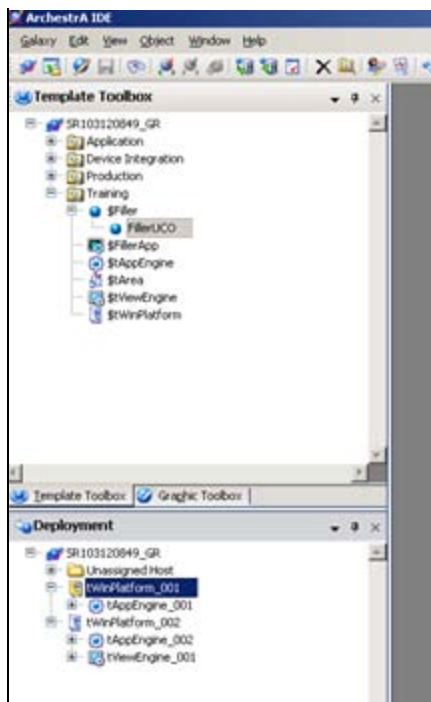 ArchestrA IDE
Galaxy Edit View Object Window Help
Template Toolbox
SR103120849_GR
Application
Device Integration
Production
Training
$Filler
FillerUCO
$FillerApp
$tAppEngine
$tArea
$tViewEngine
$tWinPlatform
Template Toolbox Graphic Toolbox
Deployment
SR103120849_GR
Unassigned Host
tWinPlatform_001
tAppEngine_001
tWinPlatform_002
tAppEngine_002
tViewEngine_001